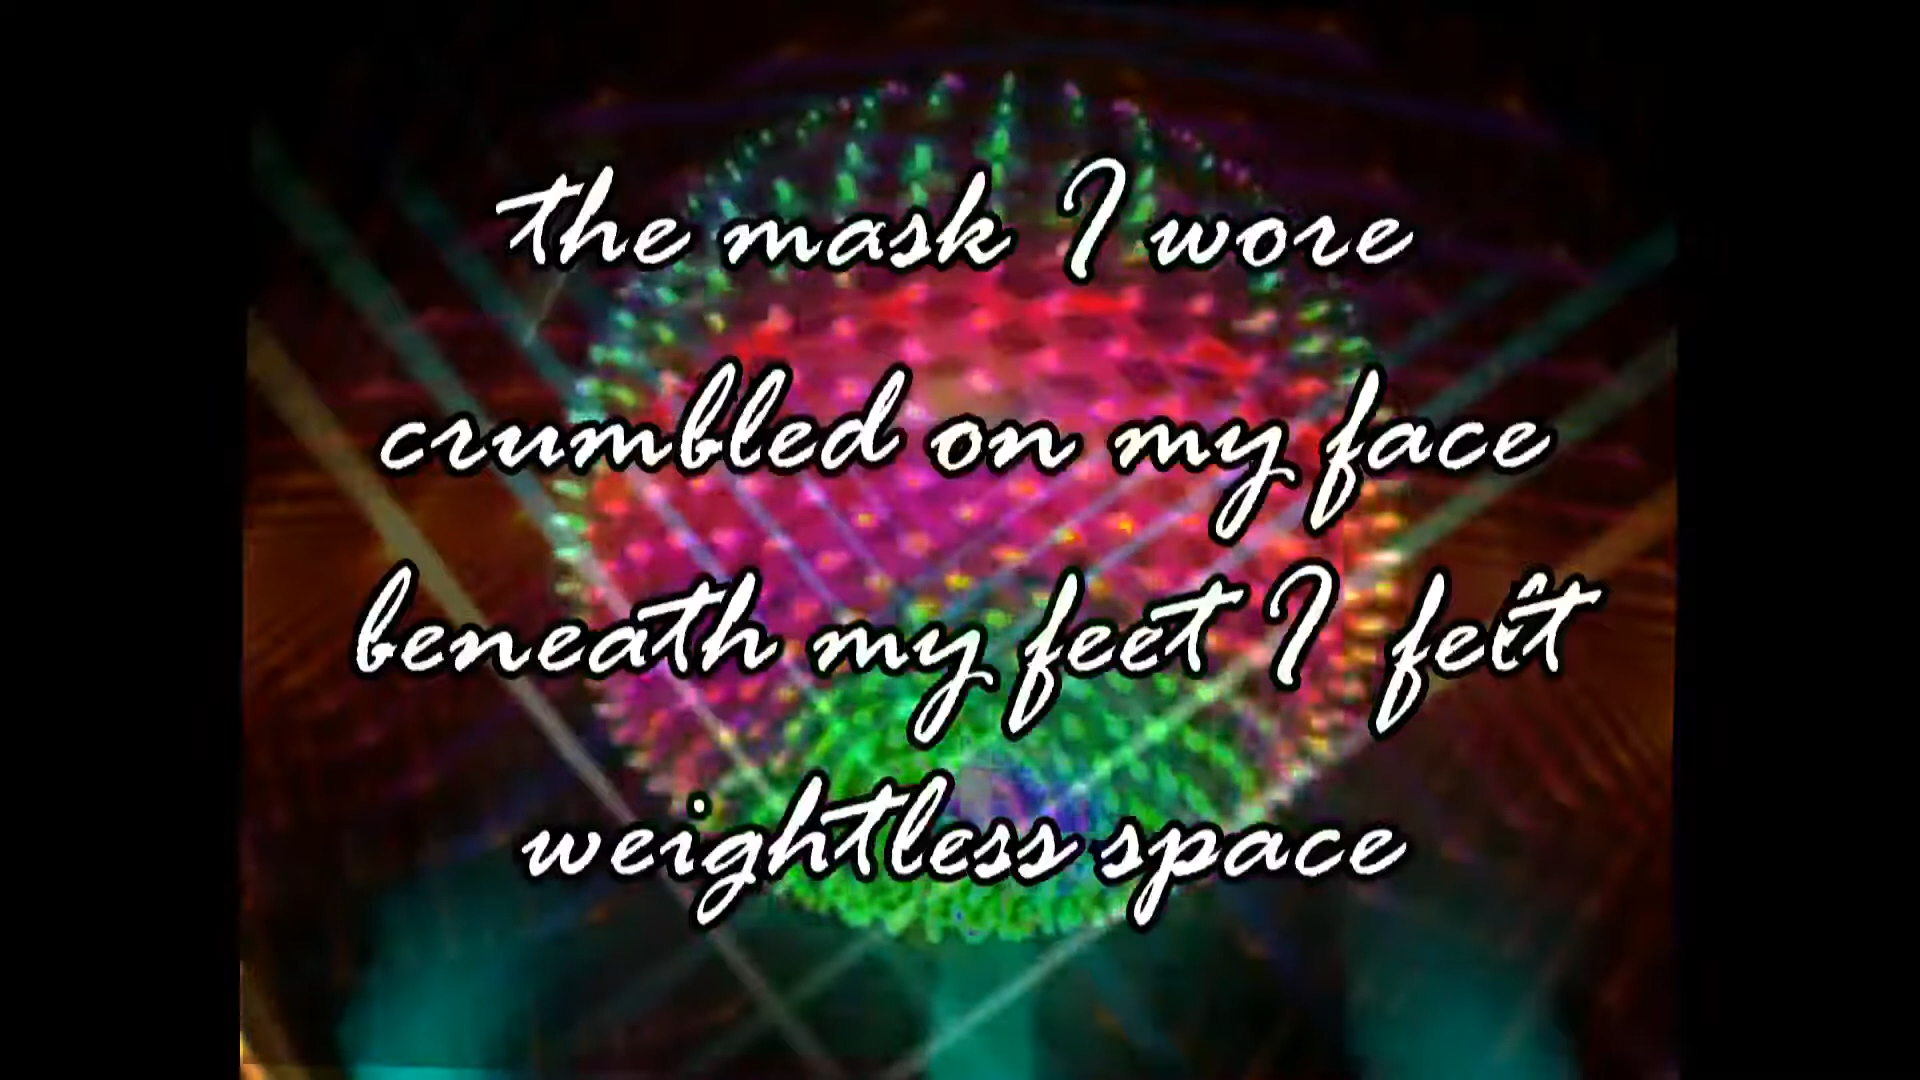 the mask I wore
crumbled on my face
beneath my feet I felt
weightless space